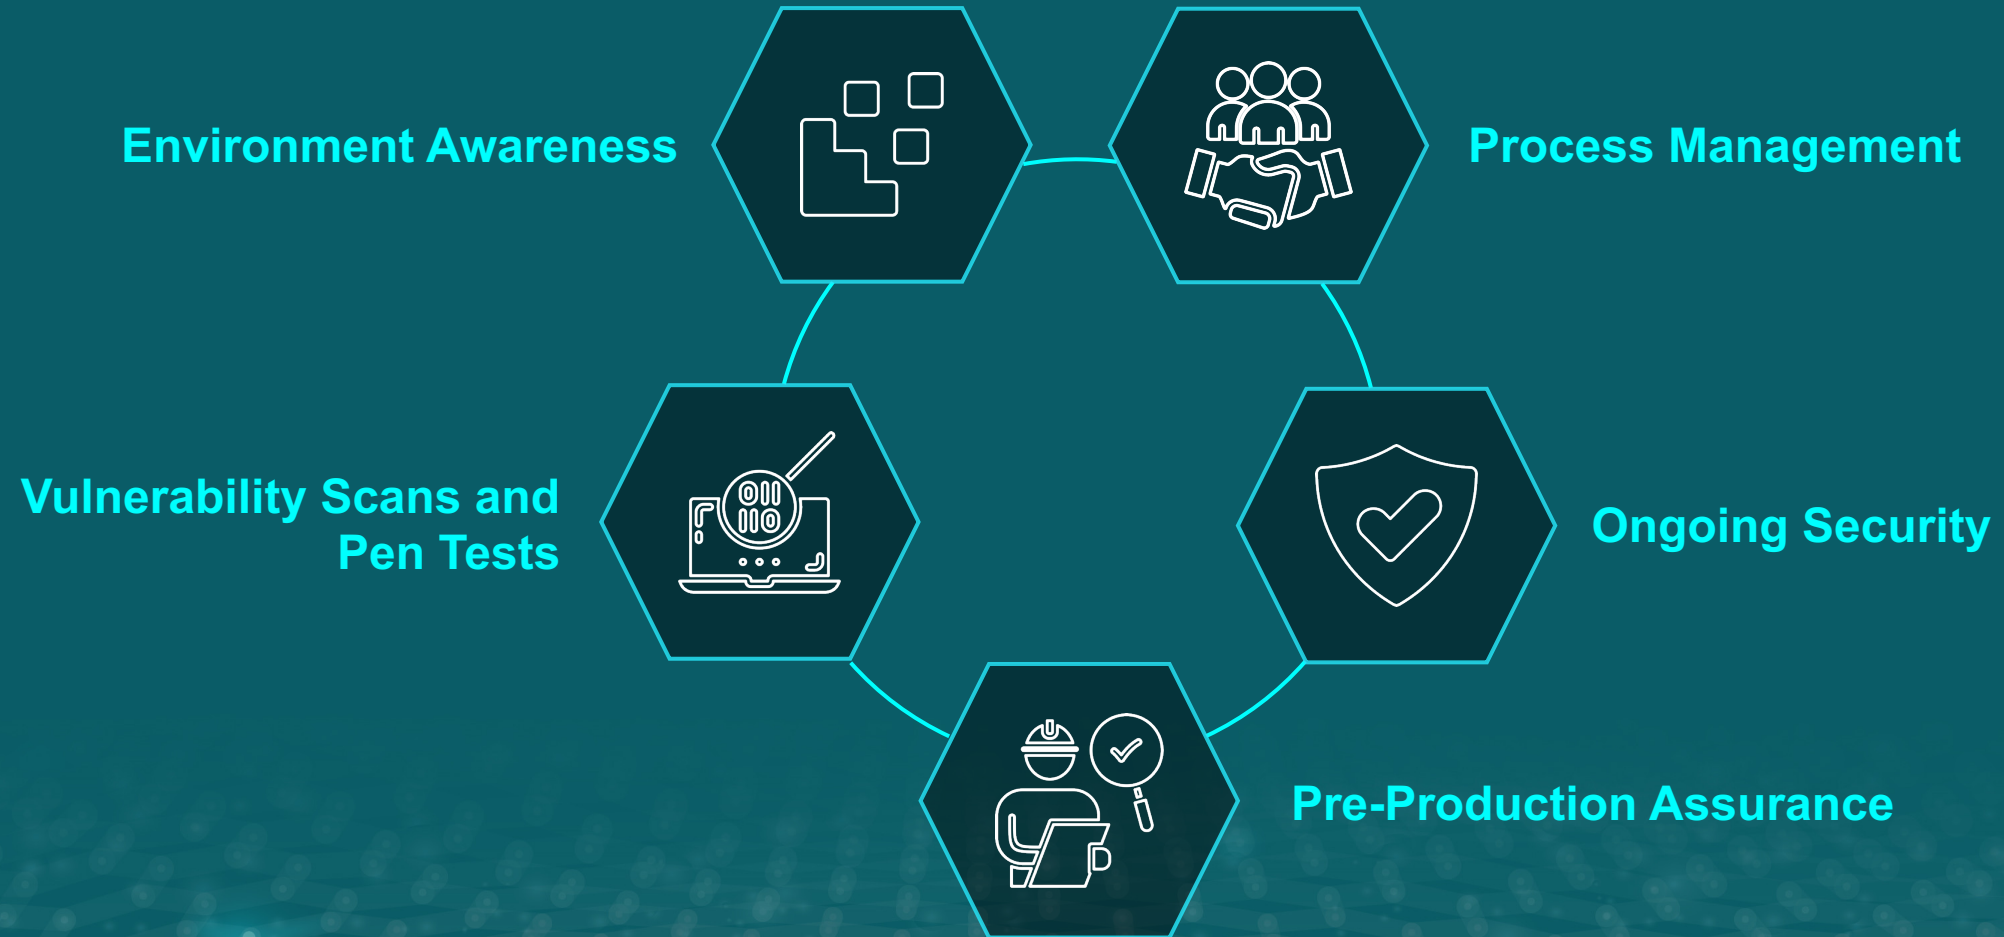 Environment Awareness
Process Management
Vulnerability Scans and
Pen Tests
Ongoing Security
Pre-Production Assurance